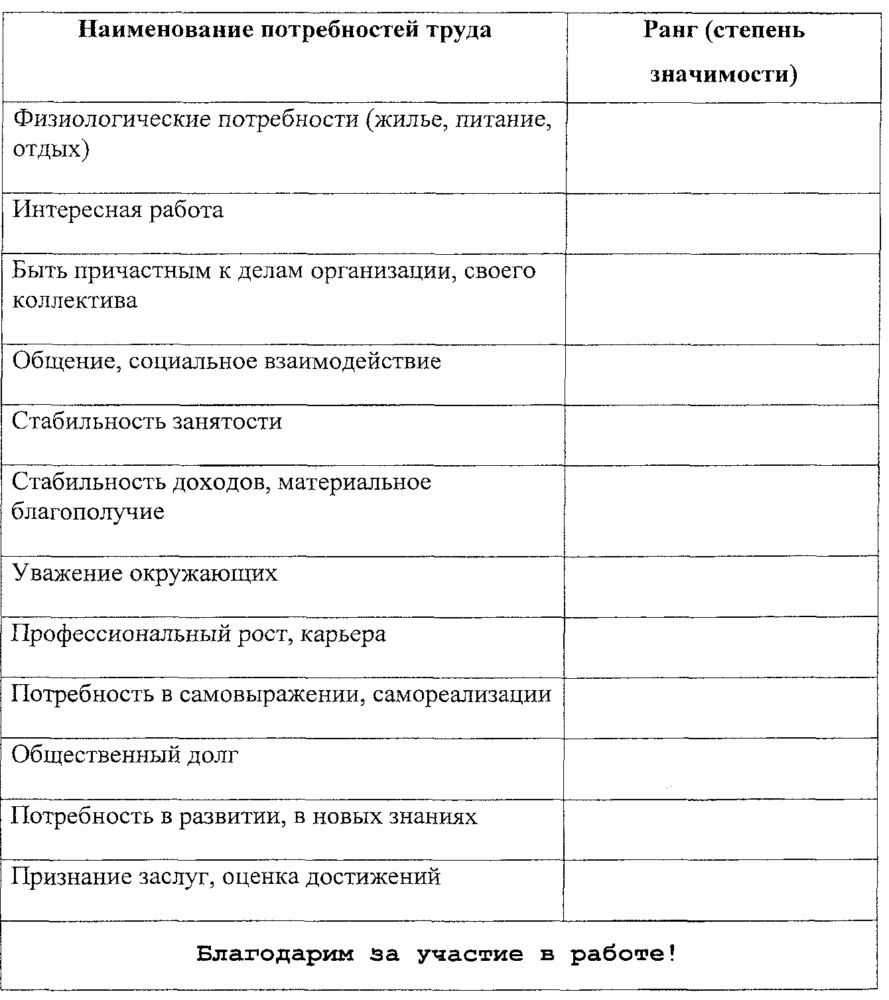 Наименование потребностей труда
Ранг (степень
значимости)
Физиологические потребности (жилье, питание,
отдых)
Интересная работа
Быть причастным к делам организации, своего
коллектива
Общение, социальное взаимодействие
Стабильность занятости
Стабильность доходов, материальное
благополучие
Уважение окружающих
Профессиональный рост, карьера
Потребность в самовыражении, самореализации
Общественный долг
Потребность в развитии, в новых знаниях
Признание заслуг, оценка достижений
Благодарим за участие в работе!